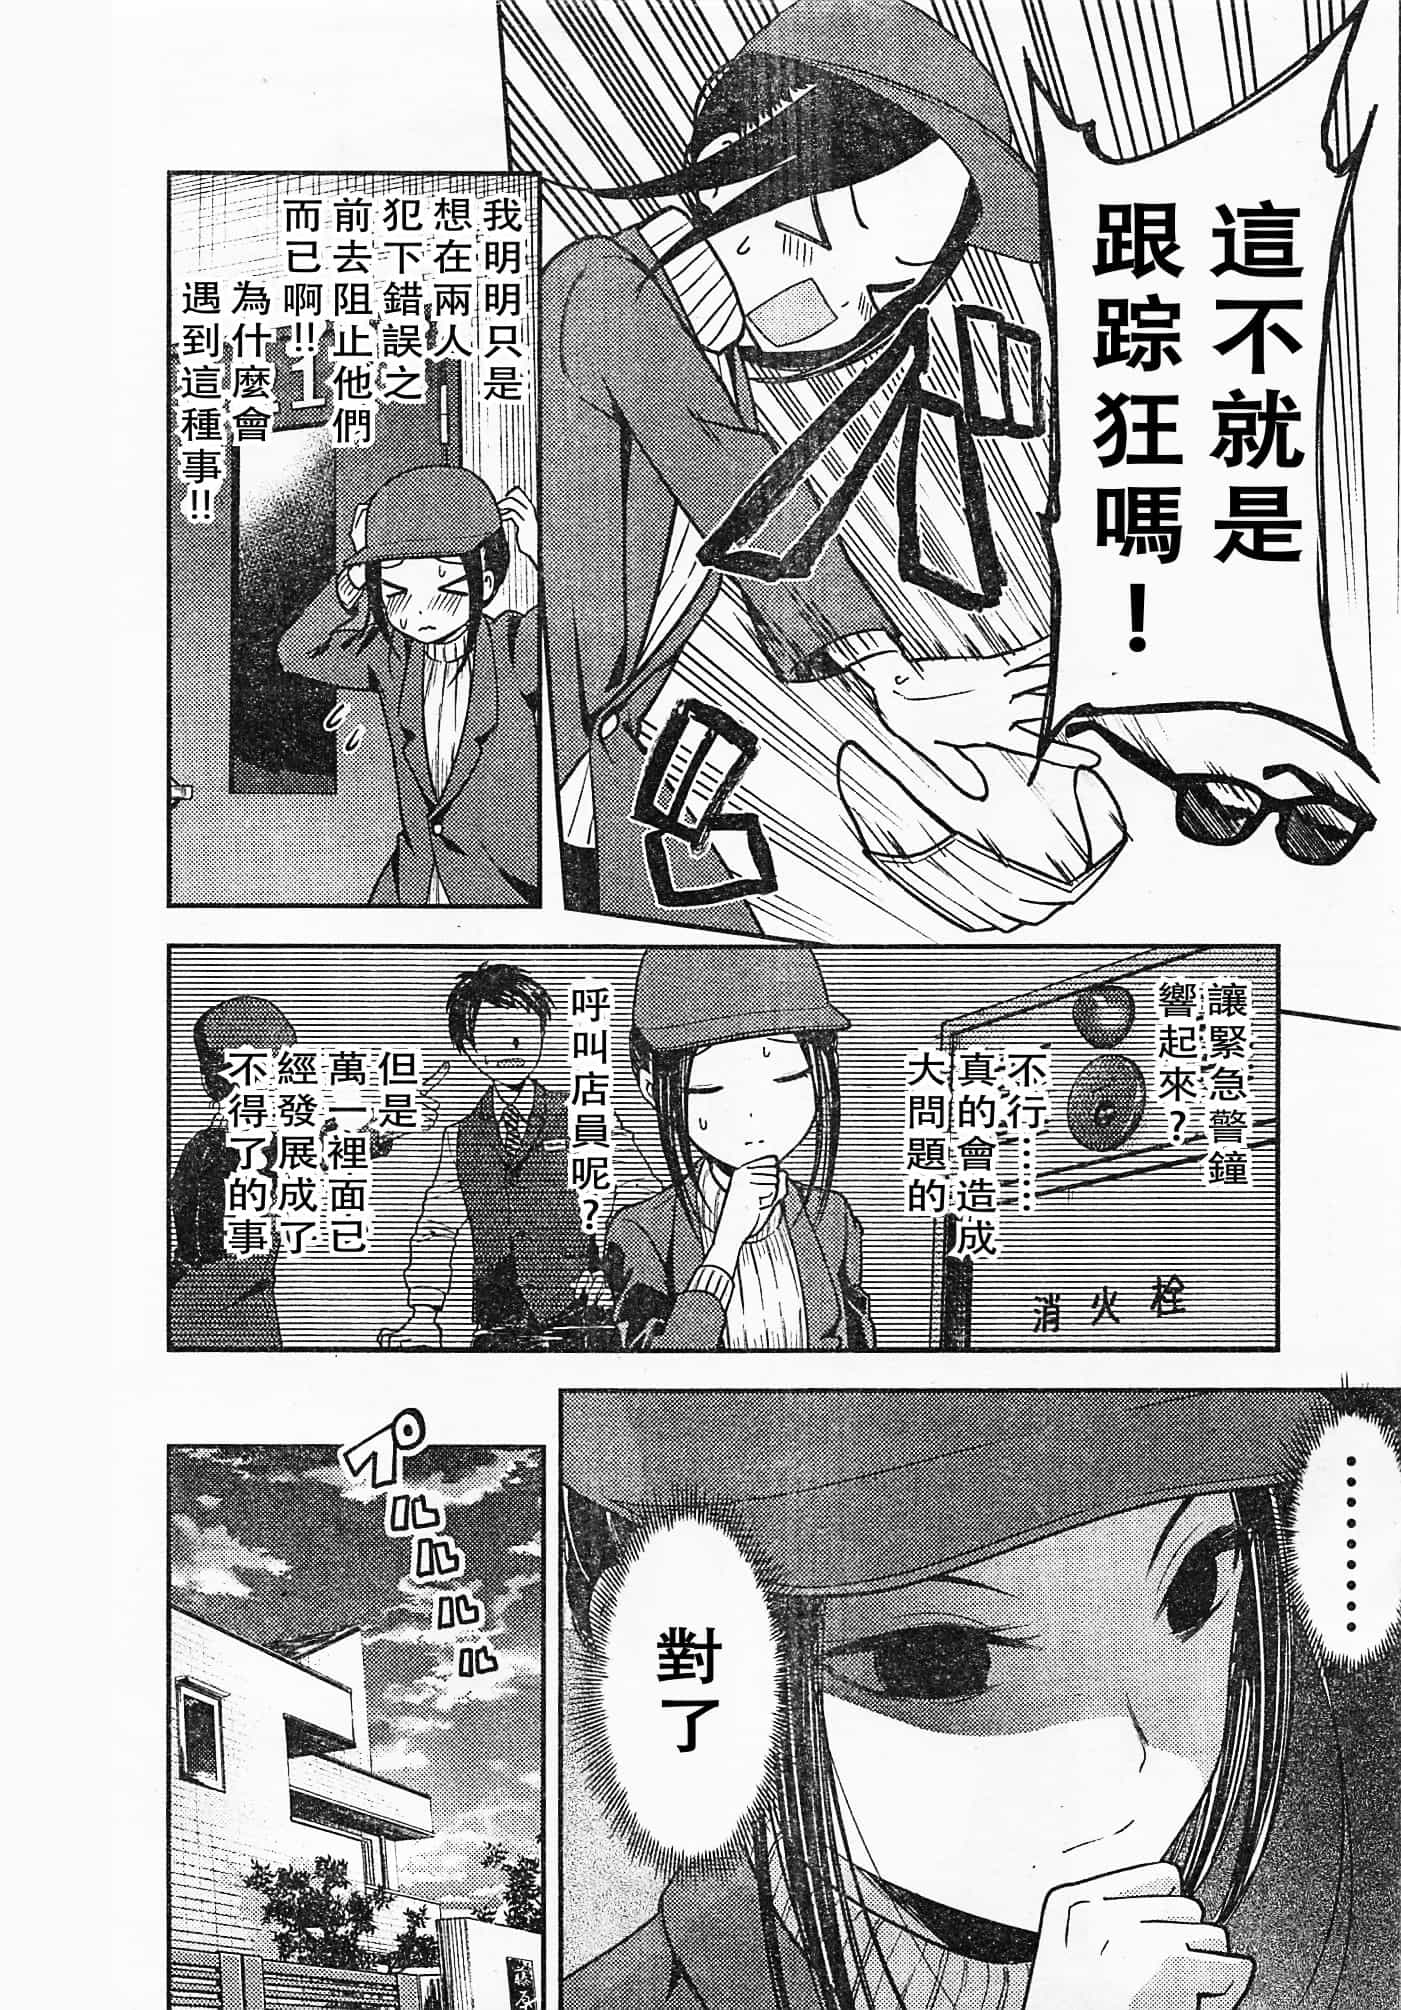 這不就是
跟踪狂嗎！
我明明只是
想在兩人
犯下錯誤之
前去阻止他們
而已啊!!
為什麼會
遇到這種事!!
1
讓緊急警鐘
響起來?
不行……
真的會造成
大問題的
消火栓
呼叫店員呢?
但是
萬一裡面已
經發展成了
不得了的事
…………
對了
プルルルル